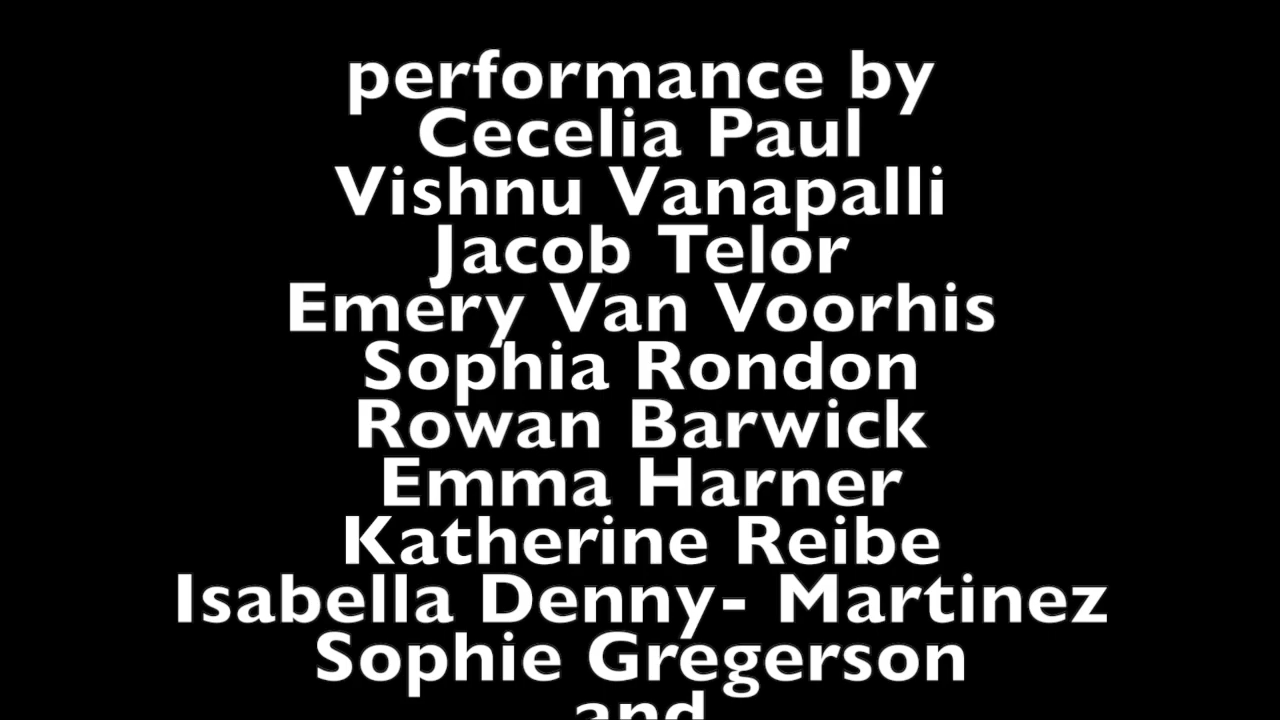 performance by
Cecelia Paul
Vishnu Vanapalli
Jacob Telor
Emery Van Voorhis
Sophia Rondon
Rowan Barwick
Emma Harner
Katherine Reibe
Isabella Denny- Martinez
Sophie Gregerson
and